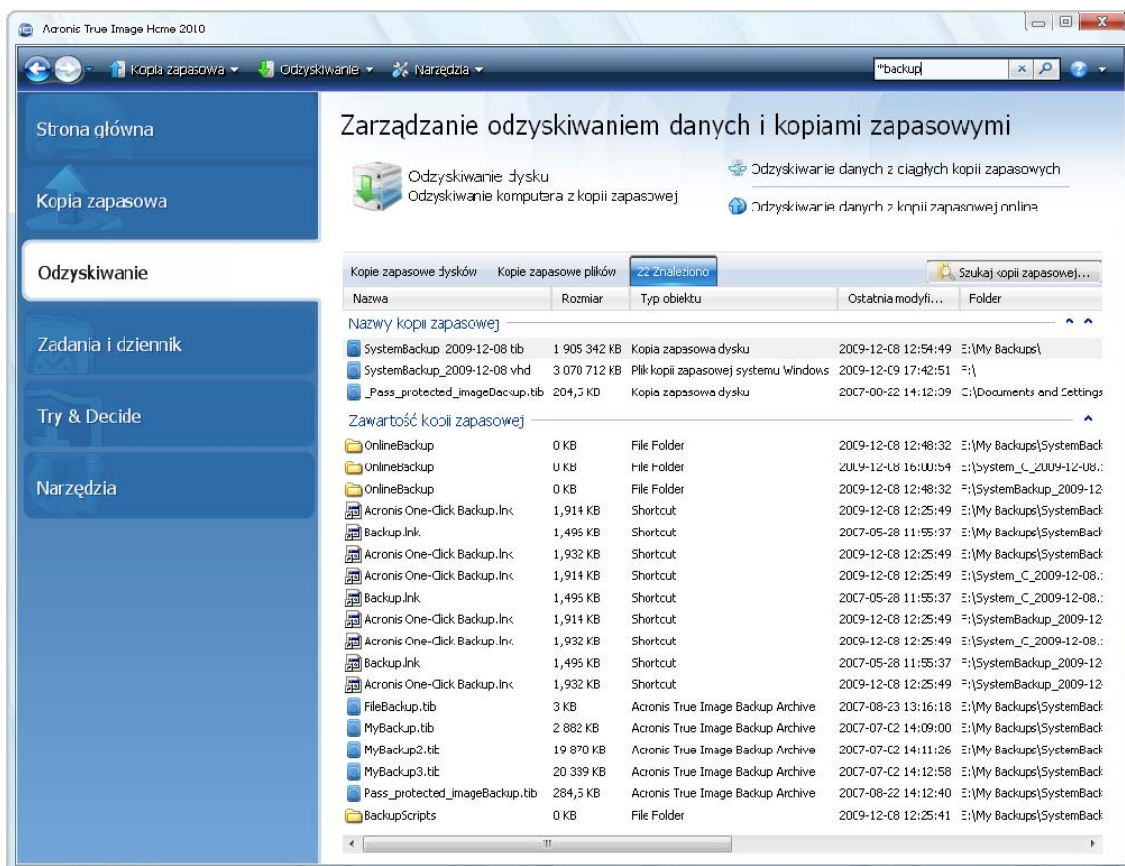 Acronis True Image Home 2010
Kopia zapasowa Odzyskiwanie Narzędzia *backup
Strona główna
Kopia zapasowa
Odzyskiwanie
Zadania i dziennik
Try & Decide
Narzędzia
Zarządzanie odzyskiwaniem danych i kopiami zapasowymi
Odzyskiwanie dysku
Odzyskiwanie komputera z kopii zapasowej
Odzyskiwanie danych z ciągłych kopii zapasowych
Odzyskiwanie danych z kopii zapasowej online
Kopie zapasowe dysków Kopie zapasowe plików 22 Znaleziono Szukaj kopii zapasowej...
Nazwa Rozmiar Typ obiektu Ostatnia modyfi... Folder
Nazwy kopii zapasowej
SystemBackup_2009-12-08 tib 1 905 342 KB Kopia zapasowa dysku 2009-12-08 12:54:49 E:\My Backups\
SystemBackup_2009-12-08 vhd 3 070 712 KB Plik kopii zapasowej systemu Windows 2009-12-09 17:42:51 F:\
_Pass_protected_imageBackup.tib Kopia zapasowa dysku C:\Documents and Settings
Zawartość kopii zapasowej
OnlineBackup 0 KB File Folder 2009-12-08 12:48:32 E:\My Backups\SystemBack
OnlineBackup 0 KB File Folder 2009-12-08 16:00:54 E:\System_C_2009-12-08.
OnlineBackup 0 KB File Folder 2009-12-08 12:48:32 F:\SystemBackup_2009-12-
Acronis One-Click Backup.lnk 1,914 KB Shortcut 2009-12-08 12:25:49 E:\My Backups\SystemBack
Backup.lnk 1,495 KB Shortcut 2007-05-28 11:55:37 E:\My Backups\SystemBack
Acronis One-Click Backup.lnk 1,932 KB Shortcut 2009-12-08 12:25:49 E:\My Backups\SystemBack
Acronis One-Click Backup.lnk 1,914 KB Shortcut 2009-12-08 12:25:49 E:\System_C_2009-12-08.
Backup.lnk 1,495 KB Shortcut 2007-05-28 11:55:37 E:\System_C_2009-12-08.
Acronis One-Click Backup.lnk 1,914 KB Shortcut 2009-12-08 12:25:49 F:\SystemBackup_2009-12-
Acronis One-Click Backup.lnk 1,932 KB Shortcut 2009-12-08 12:25:49 E:\System_C_2009-12-08.
Backup.lnk 1,495 KB Shortcut 2007-05-28 11:55:37 F:\SystemBackup_2009-12-
Acronis One-Click Backup.lnk 1,932 KB Shortcut 2009-12-08 12:25:49 F:\SystemBackup_2009-12-
FileBackup.tib 3 KB Acronis True Image Backup Archive 2007-08-23 13:16:18 E:\My Backups\SystemBack
MyBackup.tib 2 882 KB Acronis True Image Backup Archive 2007-07-02 14:09:00 E:\My Backups\SystemBack
MyBackup2.tib 19 870 KB Acronis True Image Backup Archive 2007-07-02 14:11:26 E:\My Backups\SystemBack
MyBackup3.tib 20 339 KB Acronis True Image Backup Archive 2007-07-02 14:12:58 E:\My Backups\SystemBack
Pass_protected_imageBackup.tib 284,5 KB Acronis True Image Backup Archive 2007-08-22 14:12:40 E:\My Backups\SystemBack
BackupScripts 0 KB File Folder 2009-12-08 12:25:41 E:\My Backups\SystemBack